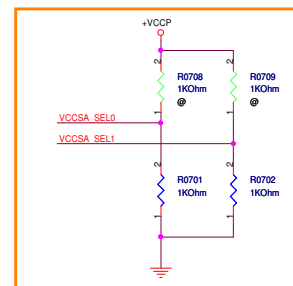 +VCCP
2 2
R0708 R0709
1KOhm 1KOhm
@ @
1 1
VCCSA_SEL0
VCCSA_SEL1
2 2
R0701 R0702
1KOhm 1KOhm
1 1